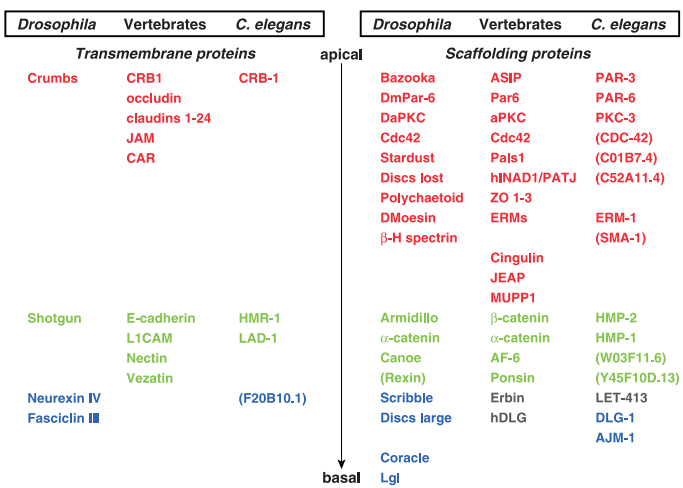 Drosophila Vertebrates C. elegans Drosophila Vertebrates C. elegans
Transmembrane proteins apical Scaffolding proteins
Crumbs CRB1 CRB-1 Bazooka ASIP PAR-3
occludin DmPar-6 Par6 PAR-6
claudins 1-24 DaPKC aPKC PKC-3
JAM Cdc42 Cdc42 (CDC-42)
CAR Stardust Pals1 (C01B7.4)
Discs lost hINAD1/PATJ (C52A11.4)
Polychaetoid ZO 1-3
DMoesin ERMs ERM-1
β-H spectrin (SMA-1)
Cingulin
JEAP
MUPP1
Shotgun E-cadherin HMR-1 Armidillo β-catenin HMP-2
L1CAM LAD-1 α-catenin α-catenin HMP-1
Nectin Canoe AF-6 (W03F11.6)
Vezatin (Rexin) Ponsin (Y45F10D.13)
Neurexin IV (F20B10.1) Scribble Erbin LET-413
Fasciclin III Discs large hDLG DLG-1
AJM-1
Coracle
basal Lgl